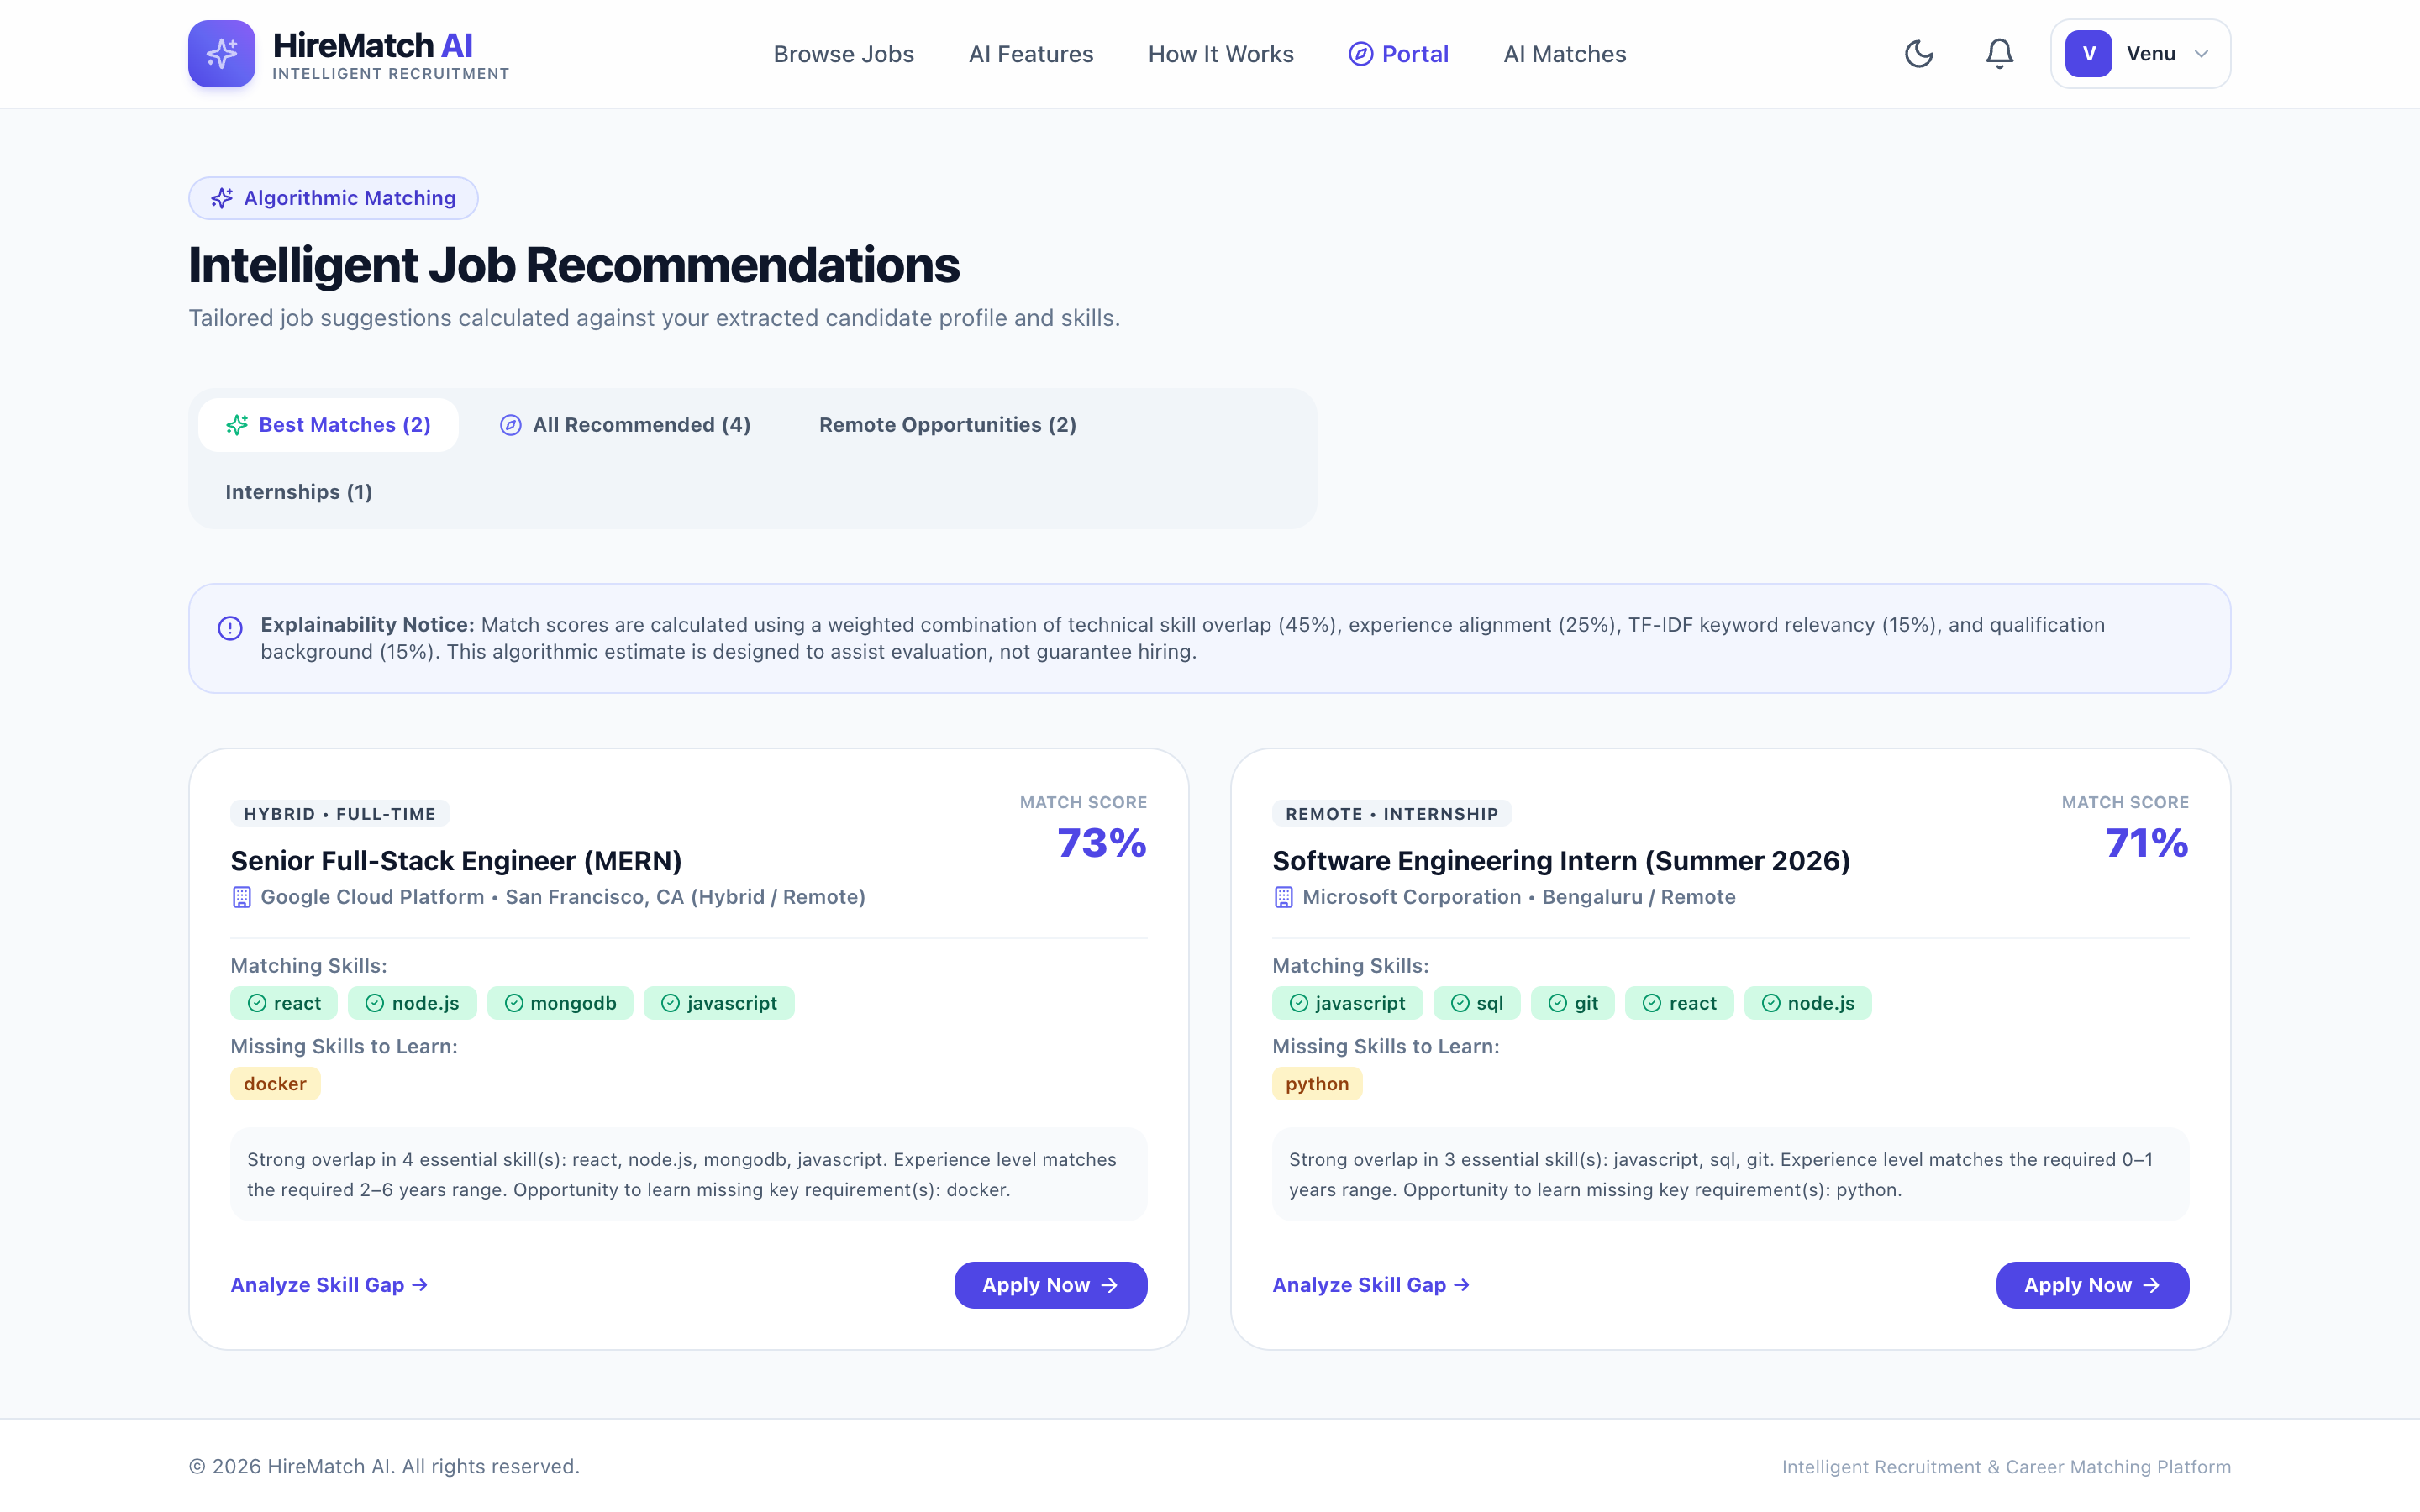 HireMatch AI
INTELLIGENT RECRUITMENT
Browse Jobs
AI Features
How It Works
Portal
AI Matches
V
Venu
Algorithmic Matching
Intelligent Job Recommendations
Tailored job suggestions calculated against your extracted candidate profile and skills.
Best Matches (2)
All Recommended (4)
Remote Opportunities (2)
Internships (1)
Explainability Notice: Match scores are calculated using a weighted combination of technical skill overlap (45%), experience alignment (25%), TF-IDF keyword relevancy (15%), and qualification
background (15%). This algorithmic estimate is designed to assist evaluation, not guarantee hiring.
HYBRID • FULL-TIME
MATCH SCORE
73%
Senior Full-Stack Engineer (MERN)
Google Cloud Platform • San Francisco, CA (Hybrid / Remote)
Matching Skills:
react
node.js
mongodb
javascript
Missing Skills to Learn:
docker
Strong overlap in 4 essential skill(s): react, node.js, mongodb, javascript. Experience level matches
the required 2–6 years range. Opportunity to learn missing key requirement(s): docker.
Analyze Skill Gap →
Apply Now →
REMOTE • INTERNSHIP
MATCH SCORE
71%
Software Engineering Intern (Summer 2026)
Microsoft Corporation • Bengaluru / Remote
Matching Skills:
javascript
sql
git
react
node.js
Missing Skills to Learn:
python
Strong overlap in 3 essential skill(s): javascript, sql, git. Experience level matches the required 0–1
years range. Opportunity to learn missing key requirement(s): python.
Analyze Skill Gap →
Apply Now →
© 2026 HireMatch AI. All rights reserved.
Intelligent Recruitment & Career Matching Platform